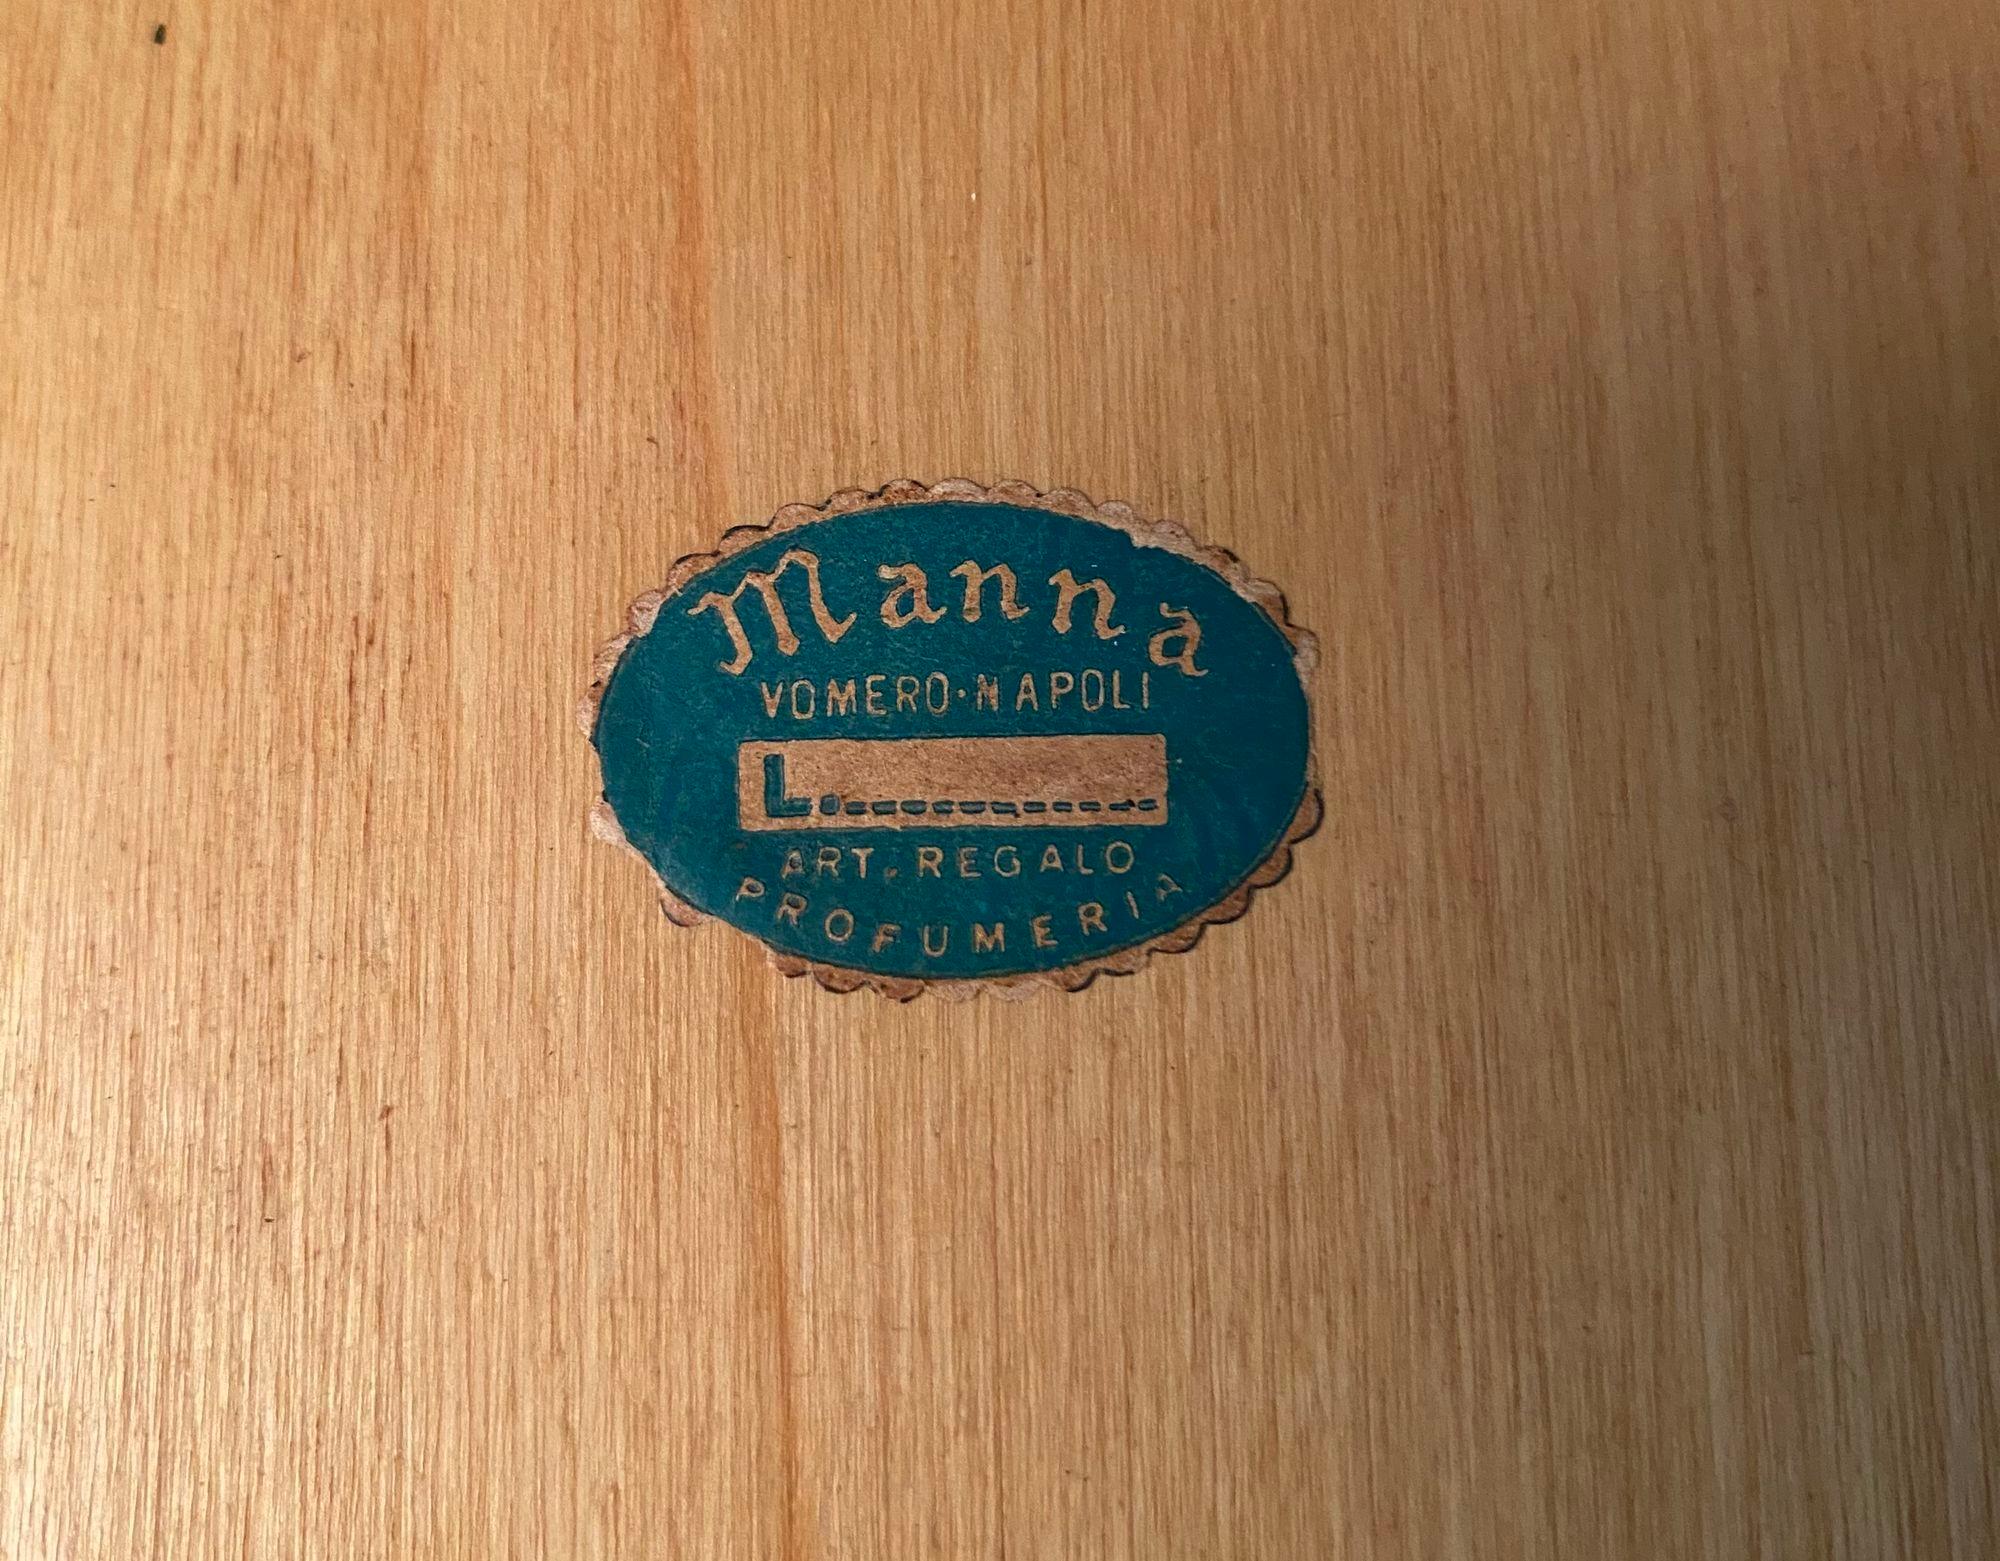 Manna
VOMERO·NAPOLI
L.
ART. REGALO
PROFUMERIA